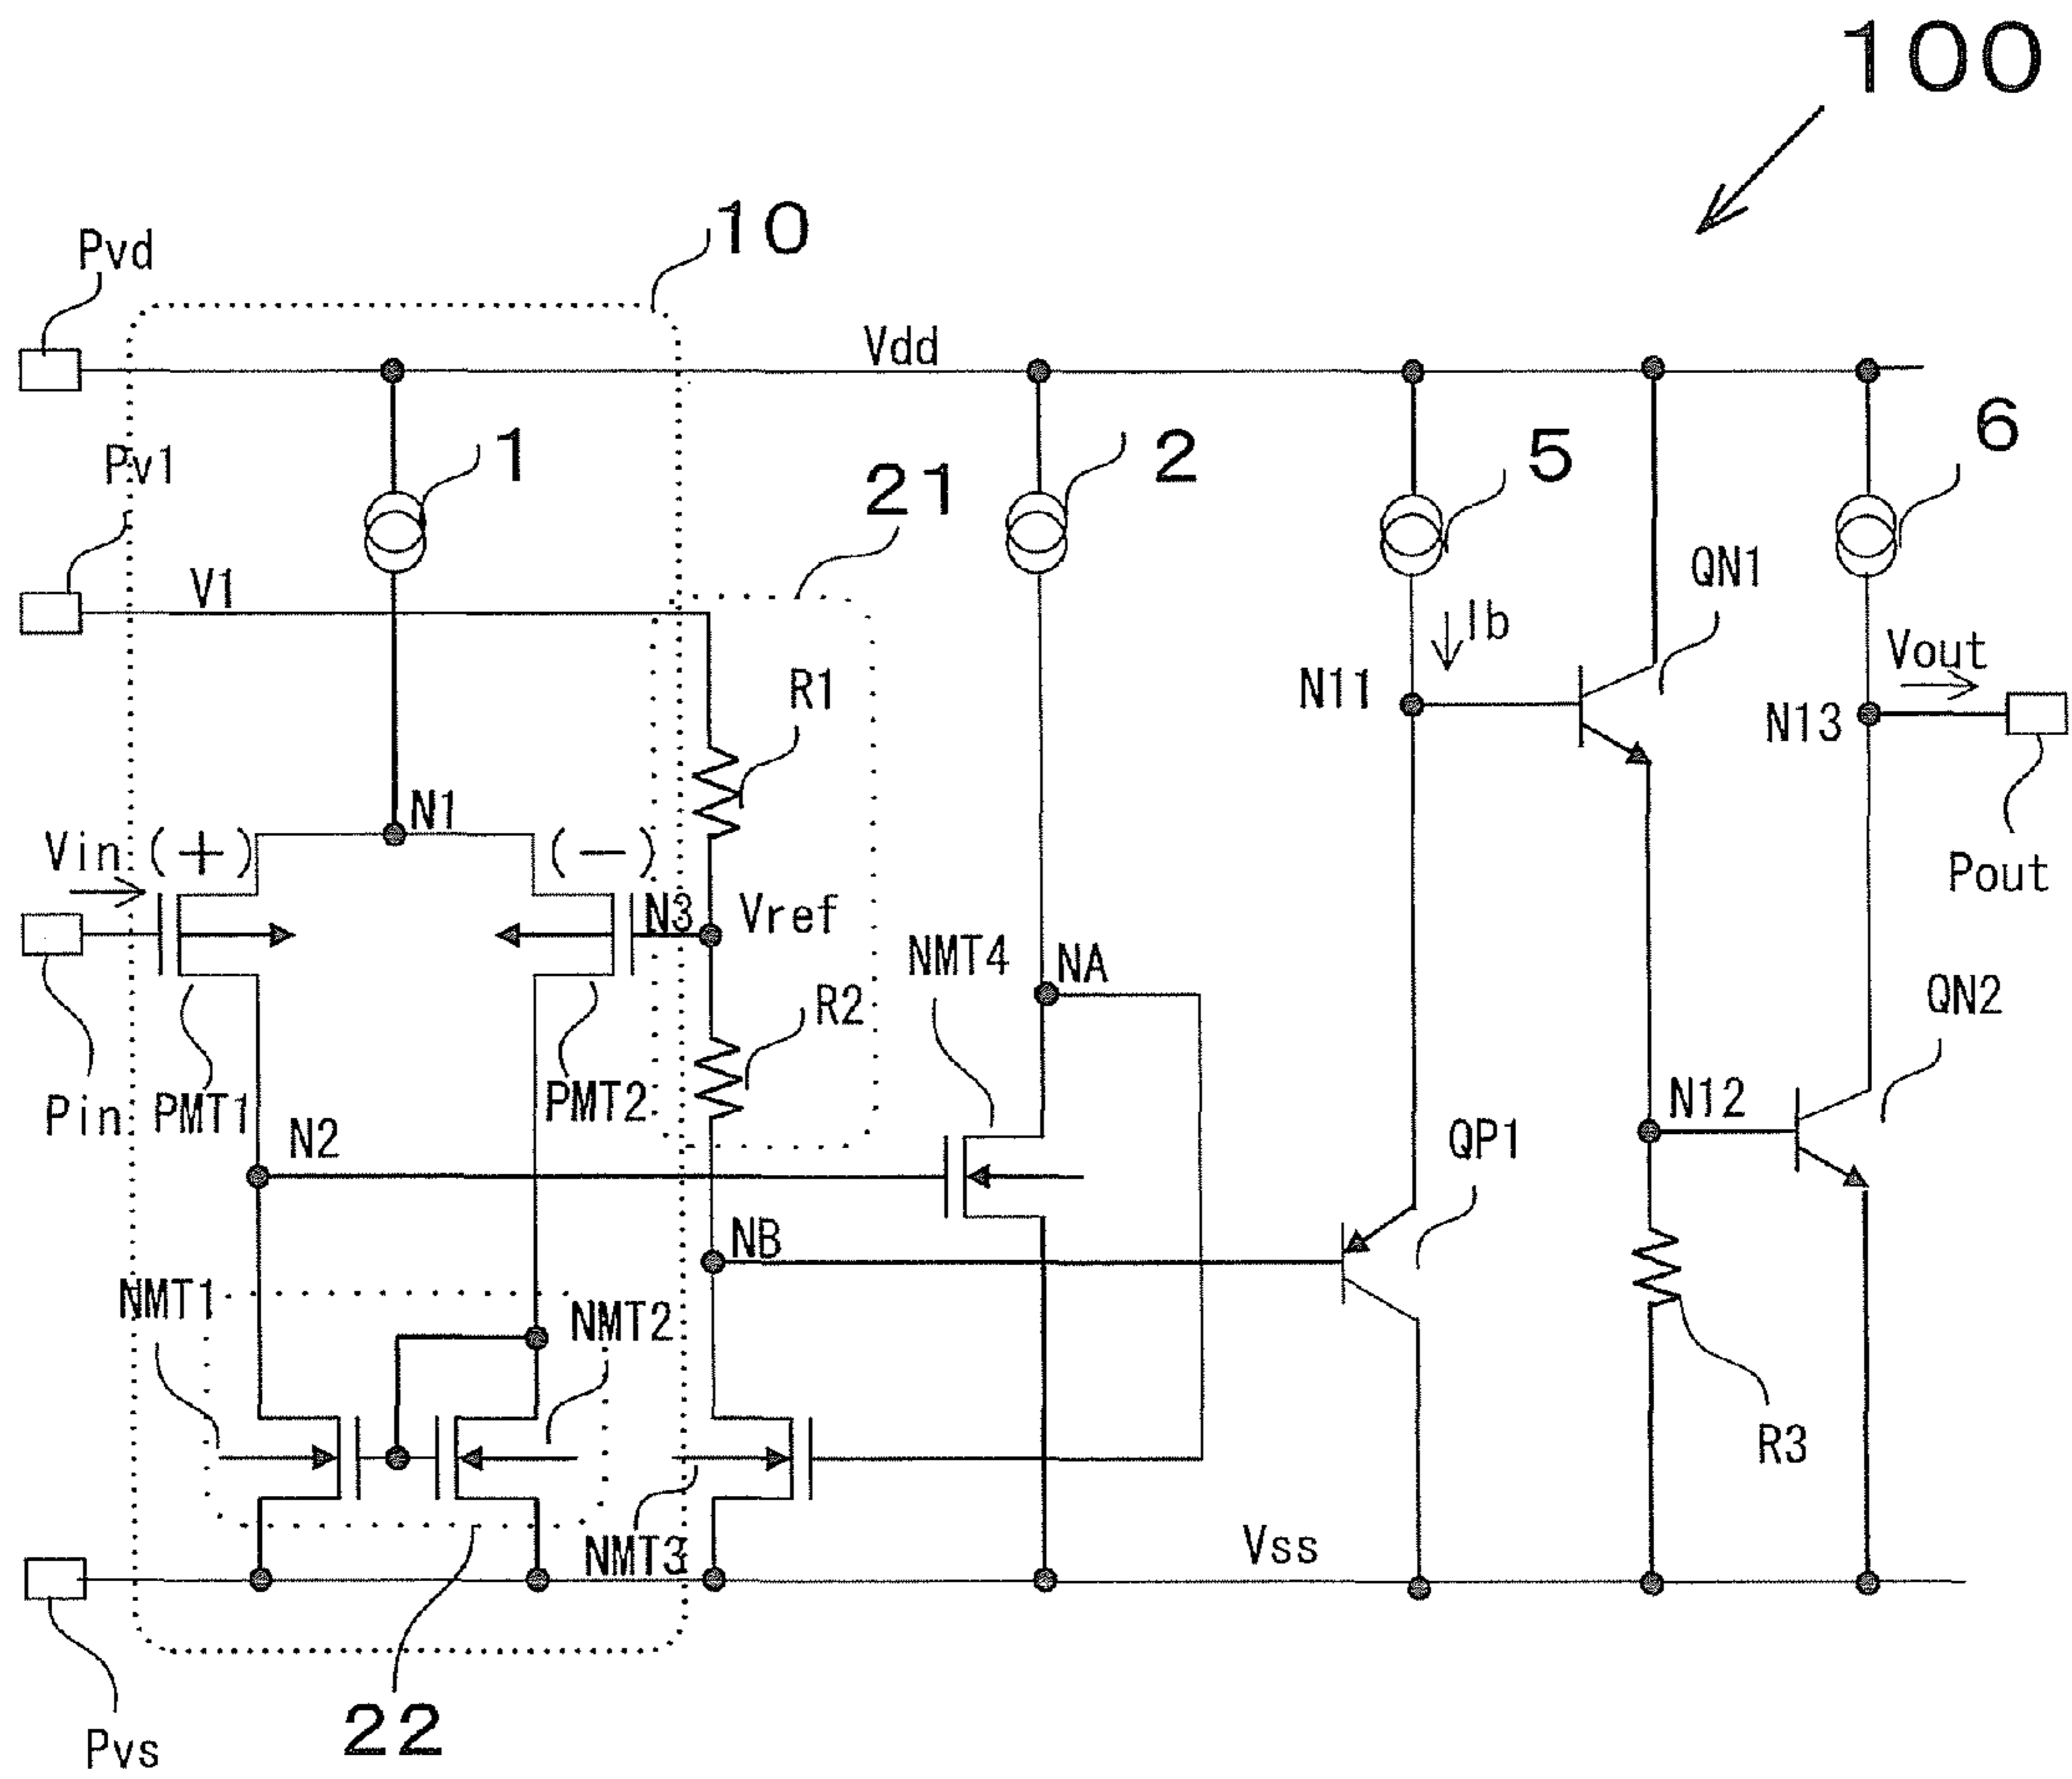 100
10
Pvd
Vdd
6
1
2
5
Pv1
21
QN1
V1
Ib
R1
Vout
N11
N13
N1
Vin (+)
(−)
Pout
N3
Vref
NMT4
NA
QN2
R2
Pin
PMT1
PMT2
N12
N2
QP1
NB
NMT1
NMT2
R3
NMT3
Vss
22
Pvs